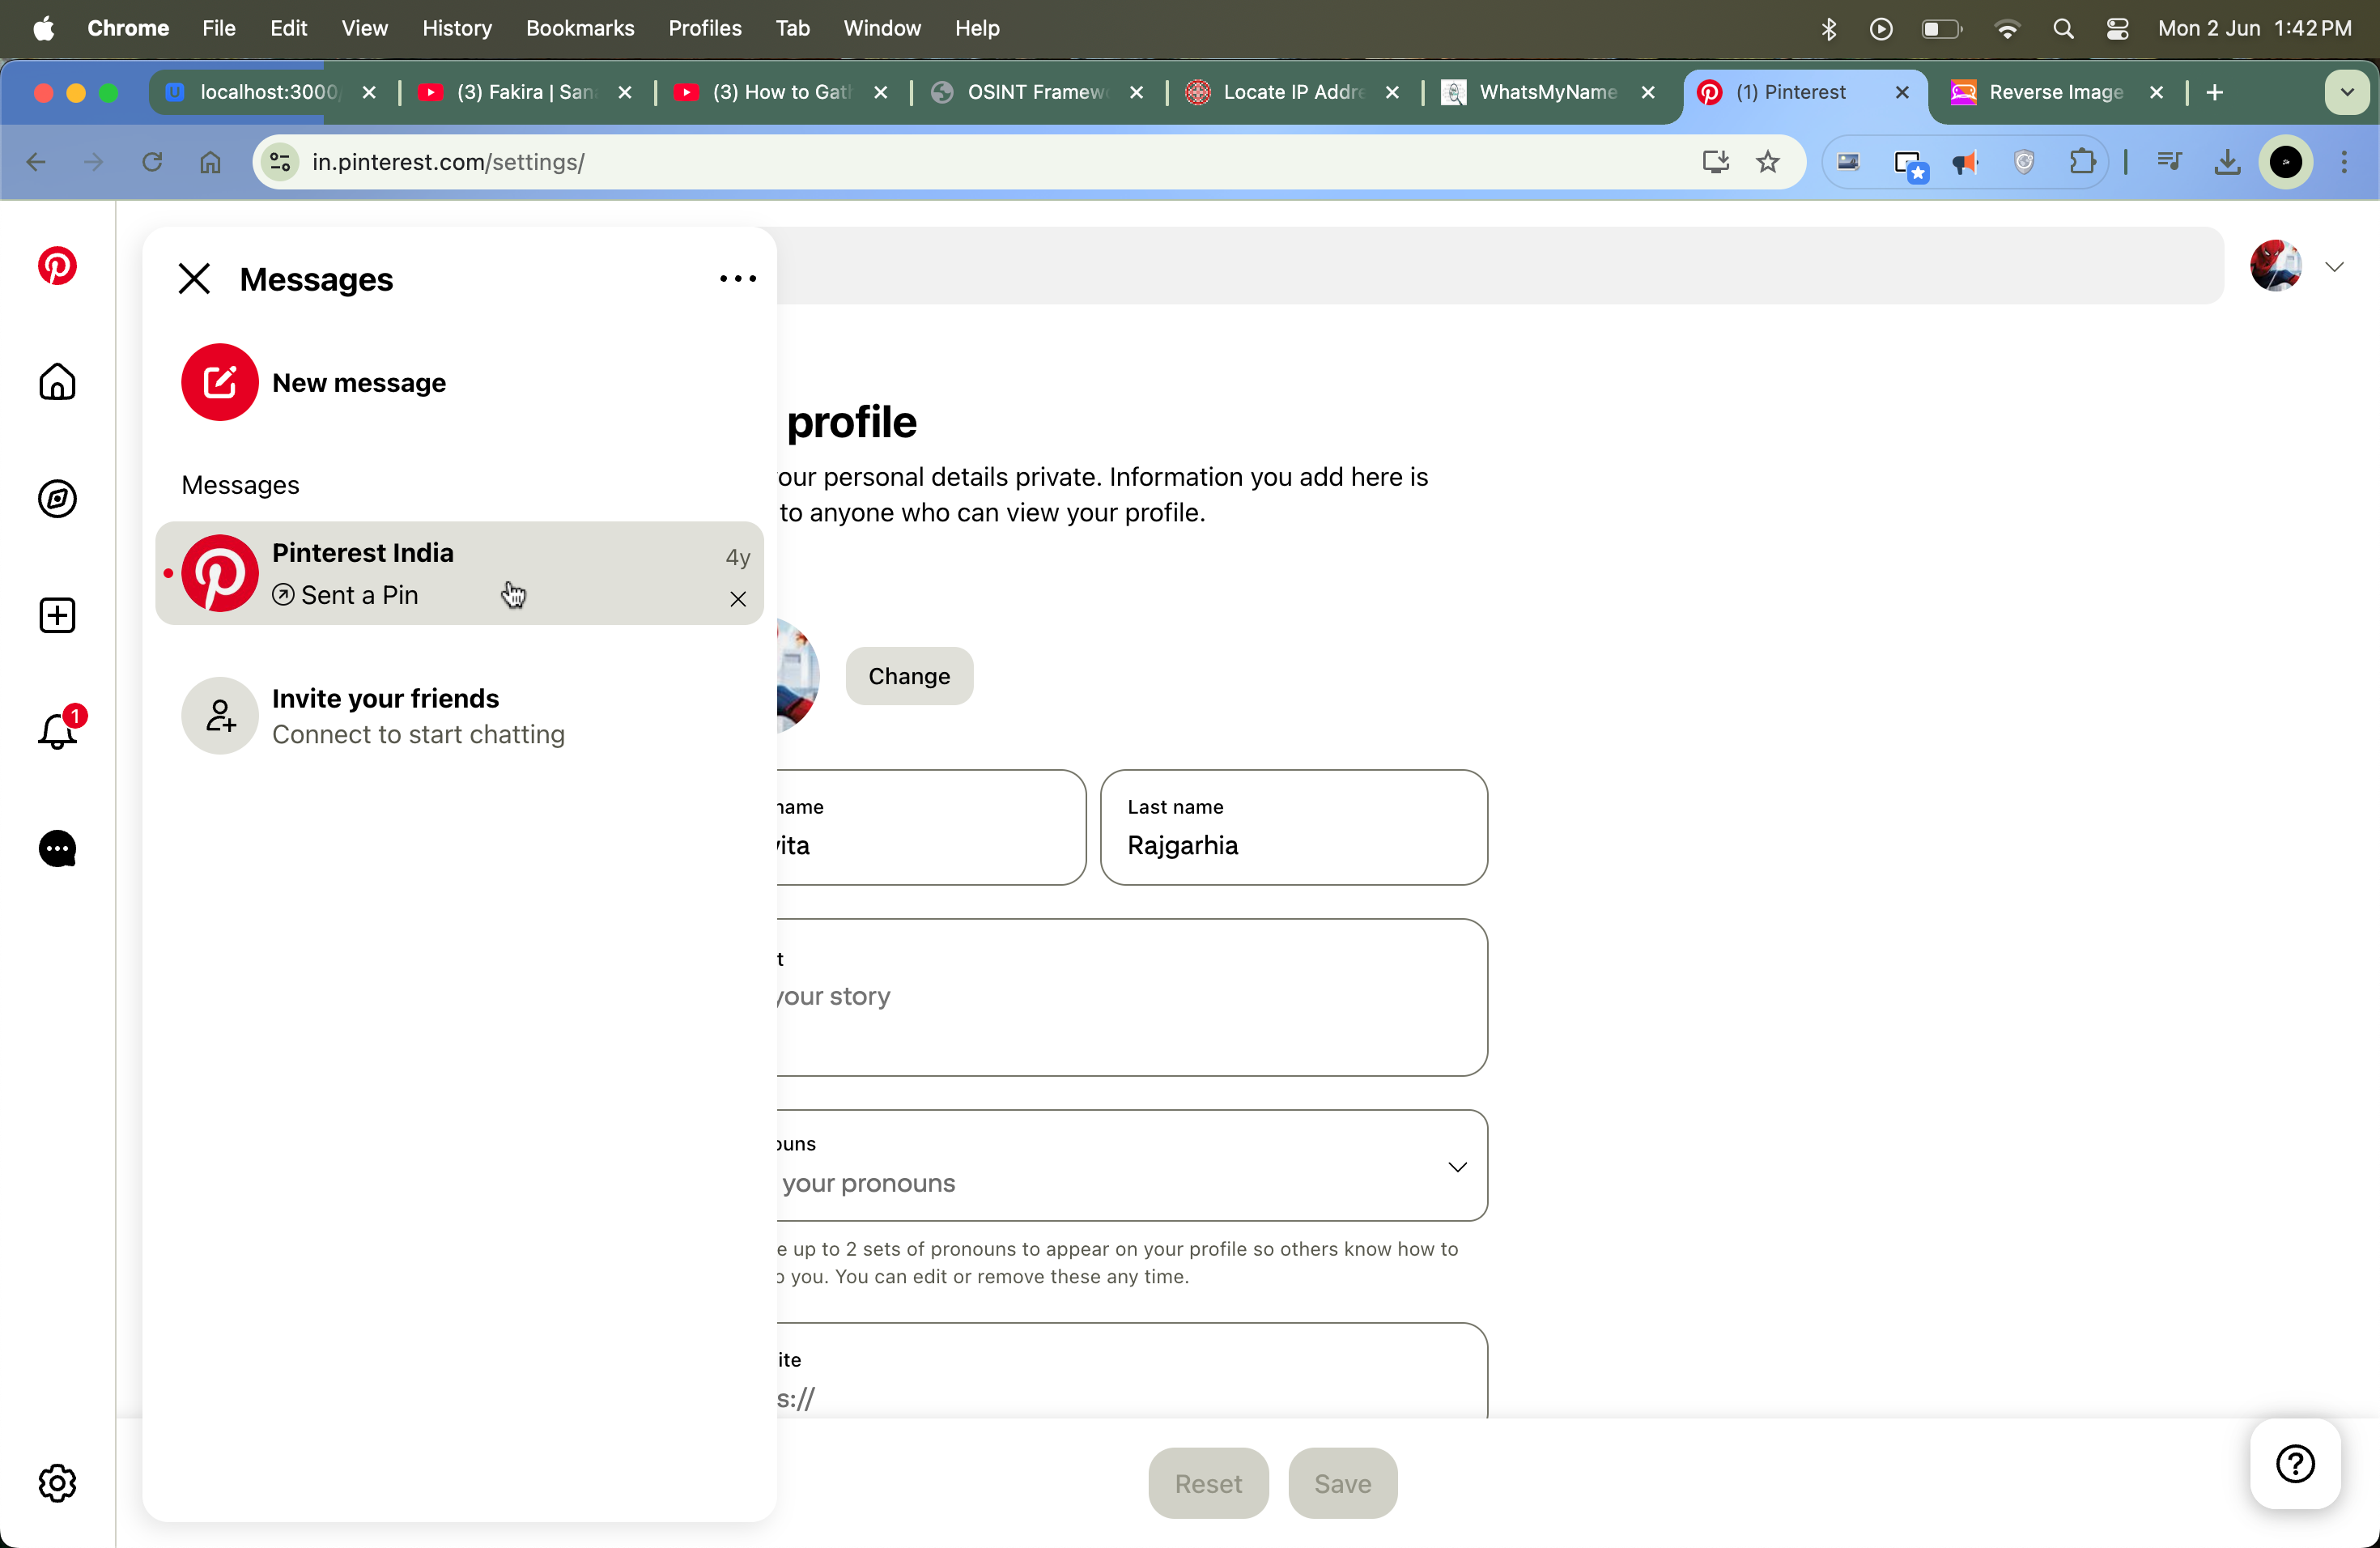 Chrome File Edit View History Bookmarks Profiles Tab Window Help Mon 2 Jun 1:42 PM
localhost:3000/ (3) Fakira | San (3) How to Gat OSINT Framew Locate IP Addre WhatsMyName (1) Pinterest Reverse Image
in.pinterest.com/settings/
Messages
New message
Messages
Pinterest India 4y
Sent a Pin
Invite your friends
Connect to start chatting
1
profile
our personal details private. Information you add here is
to anyone who can view your profile.
Change
name
vita
Last name
Rajgarhia
t
your story
ouns
your pronouns
e up to 2 sets of pronouns to appear on your profile so others know how to
o you. You can edit or remove these any time.
ite
s://
Reset Save